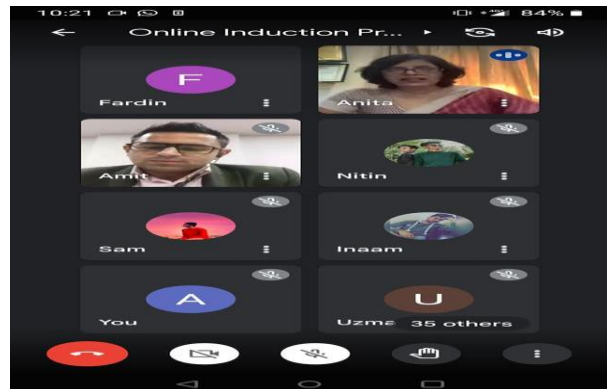 10:21 84%
Online Induction Pr...
F
Fardin
Anita
Amit
Nitin
Sam
Inaam
A
You
U
Uzma
35 others